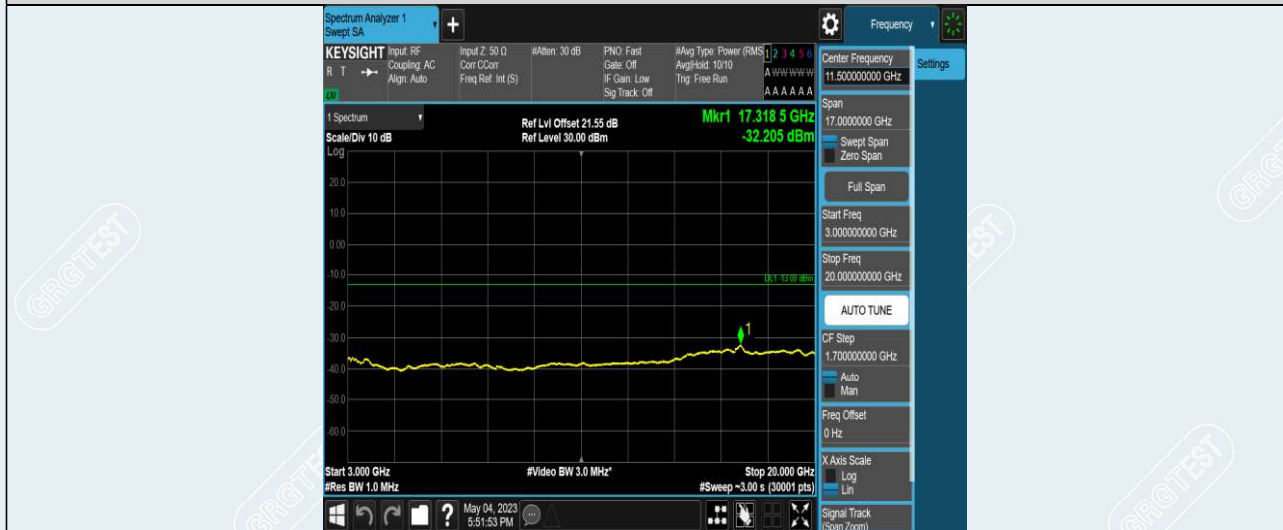 Spectrum Analyzer 1
Swept SA
+
Frequency
KEYSIGHT
R T
LXI
Input: RF
Coupling: AC
Align: Auto
Input Z: 50 Ω
Corr CCorr
Freq Ref: Int (S)
#Atten: 30 dB
PNO: Fast
Gate: Off
IF Gain: Low
Sig Track: Off
#Avg Type: Power (RMS
Avg|Hold: 10/10
Trig: Free Run
1 2 3 4 5 6
A W W W W W
A A A A A A
1 Spectrum
Scale/Div 10 dB
Log
Ref Lvl Offset 21.55 dB
Ref Level 30.00 dBm
Mkr1 17.318 5 GHz
-32.205 dBm
20.0
10.0
0.00
-10.0
DL1 -13.00 dBm
-20.0
-30.0
1
-40.0
-50.0
-60.0
Start 3.000 GHz
#Res BW 1.0 MHz
#Video BW 3.0 MHz*
Stop 20.000 GHz
#Sweep ~3.00 s (30001 pts)
?
May 04, 2023
5:51:53 PM
Center Frequency
11.500000000 GHz
Settings
Span
17.0000000 GHz
Swept Span
Zero Span
Full Span
Start Freq
3.000000000 GHz
Stop Freq
20.000000000 GHz
AUTO TUNE
CF Step
1.700000000 GHz
Auto
Man
Freq Offset
0 Hz
X Axis Scale
Log
Lin
Signal Track
(Span Zoom)
GRGTEST
GRGTEST
GRGTEST
GRGTEST